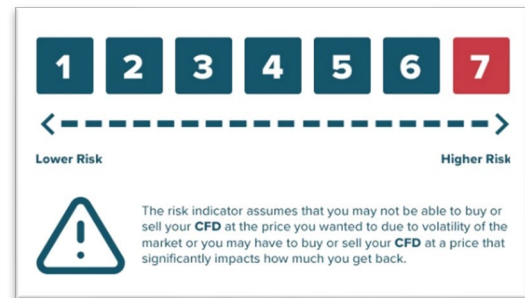 1 2 3 4 5 6 7
Lower Risk Higher Risk
!
The risk indicator assumes that you may not be able to buy or
sell your CFD at the price you wanted to due to volatility of the
market or you may have to buy or sell your CFD at a price that
significantly impacts how much you get back.